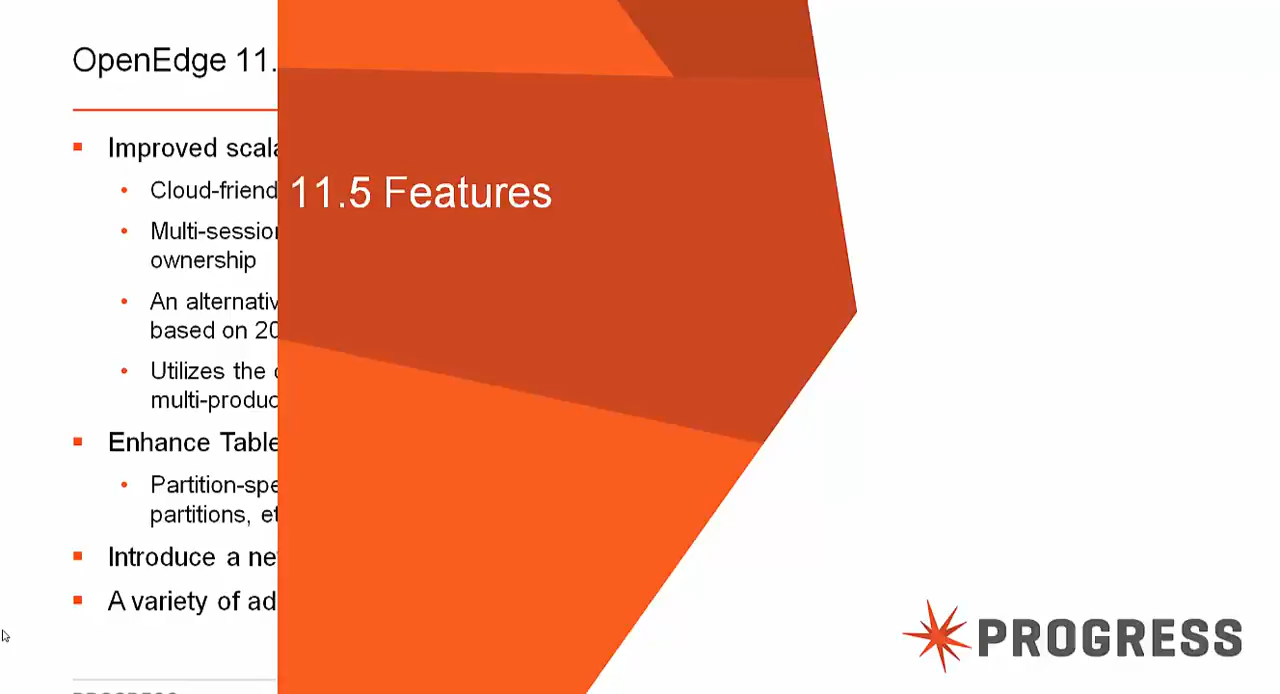 OpenEdge 11.
Improved scala
Cloud-friend
Multi-session
ownership
An alternativ
based on 20
Utilizes the
multi-produc
Enhance Table
Partition-spe
partitions, et
Introduce a ne
A variety of ad
11.5 Features
PROGRESS